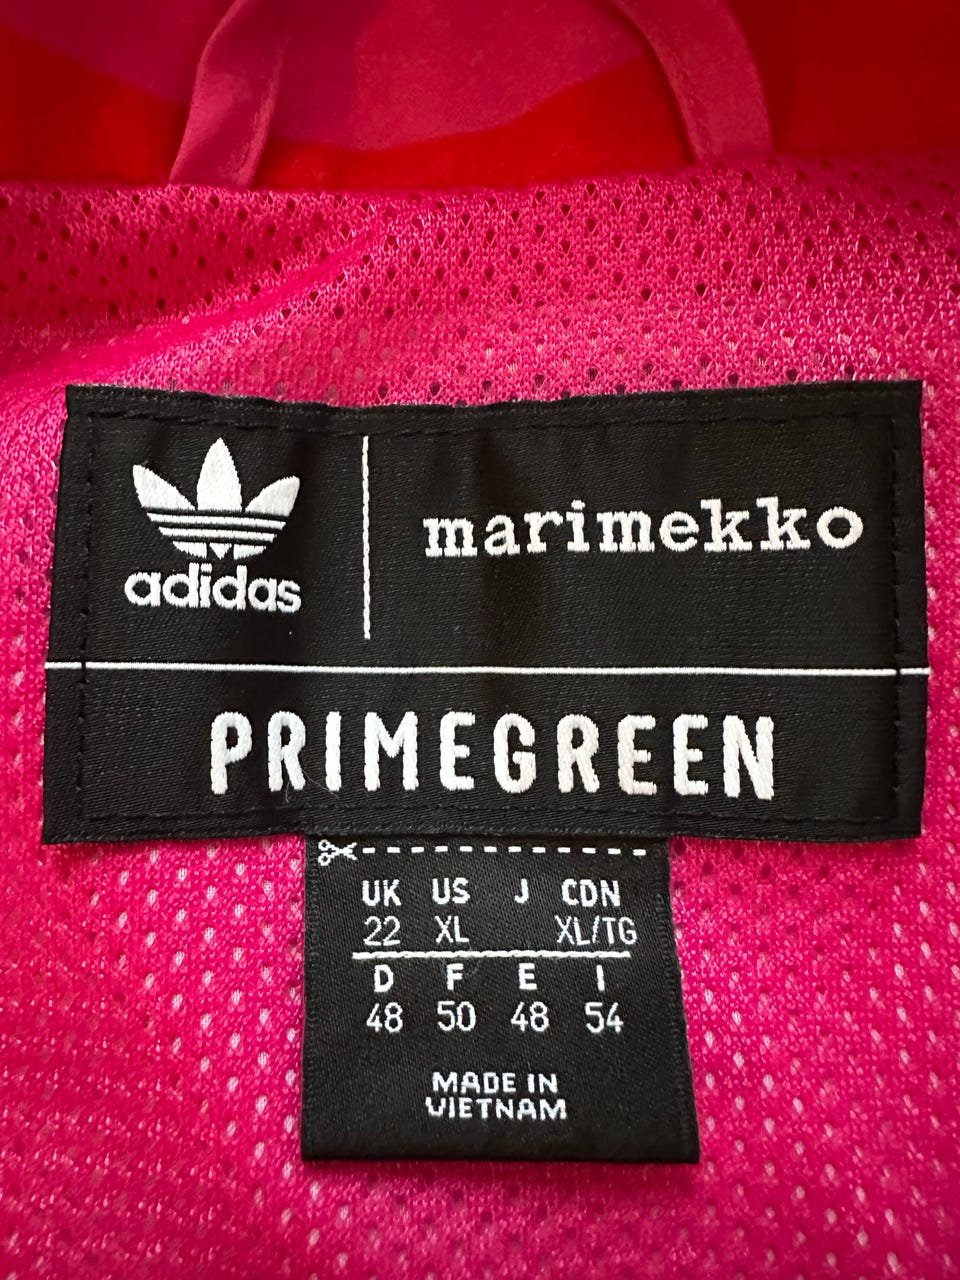 adidas
marimekko
PRIMEGREEN
UK US J CDN
22 XL XL/TG
D F E I
48 50 48 54
MADE IN
VIETNAM